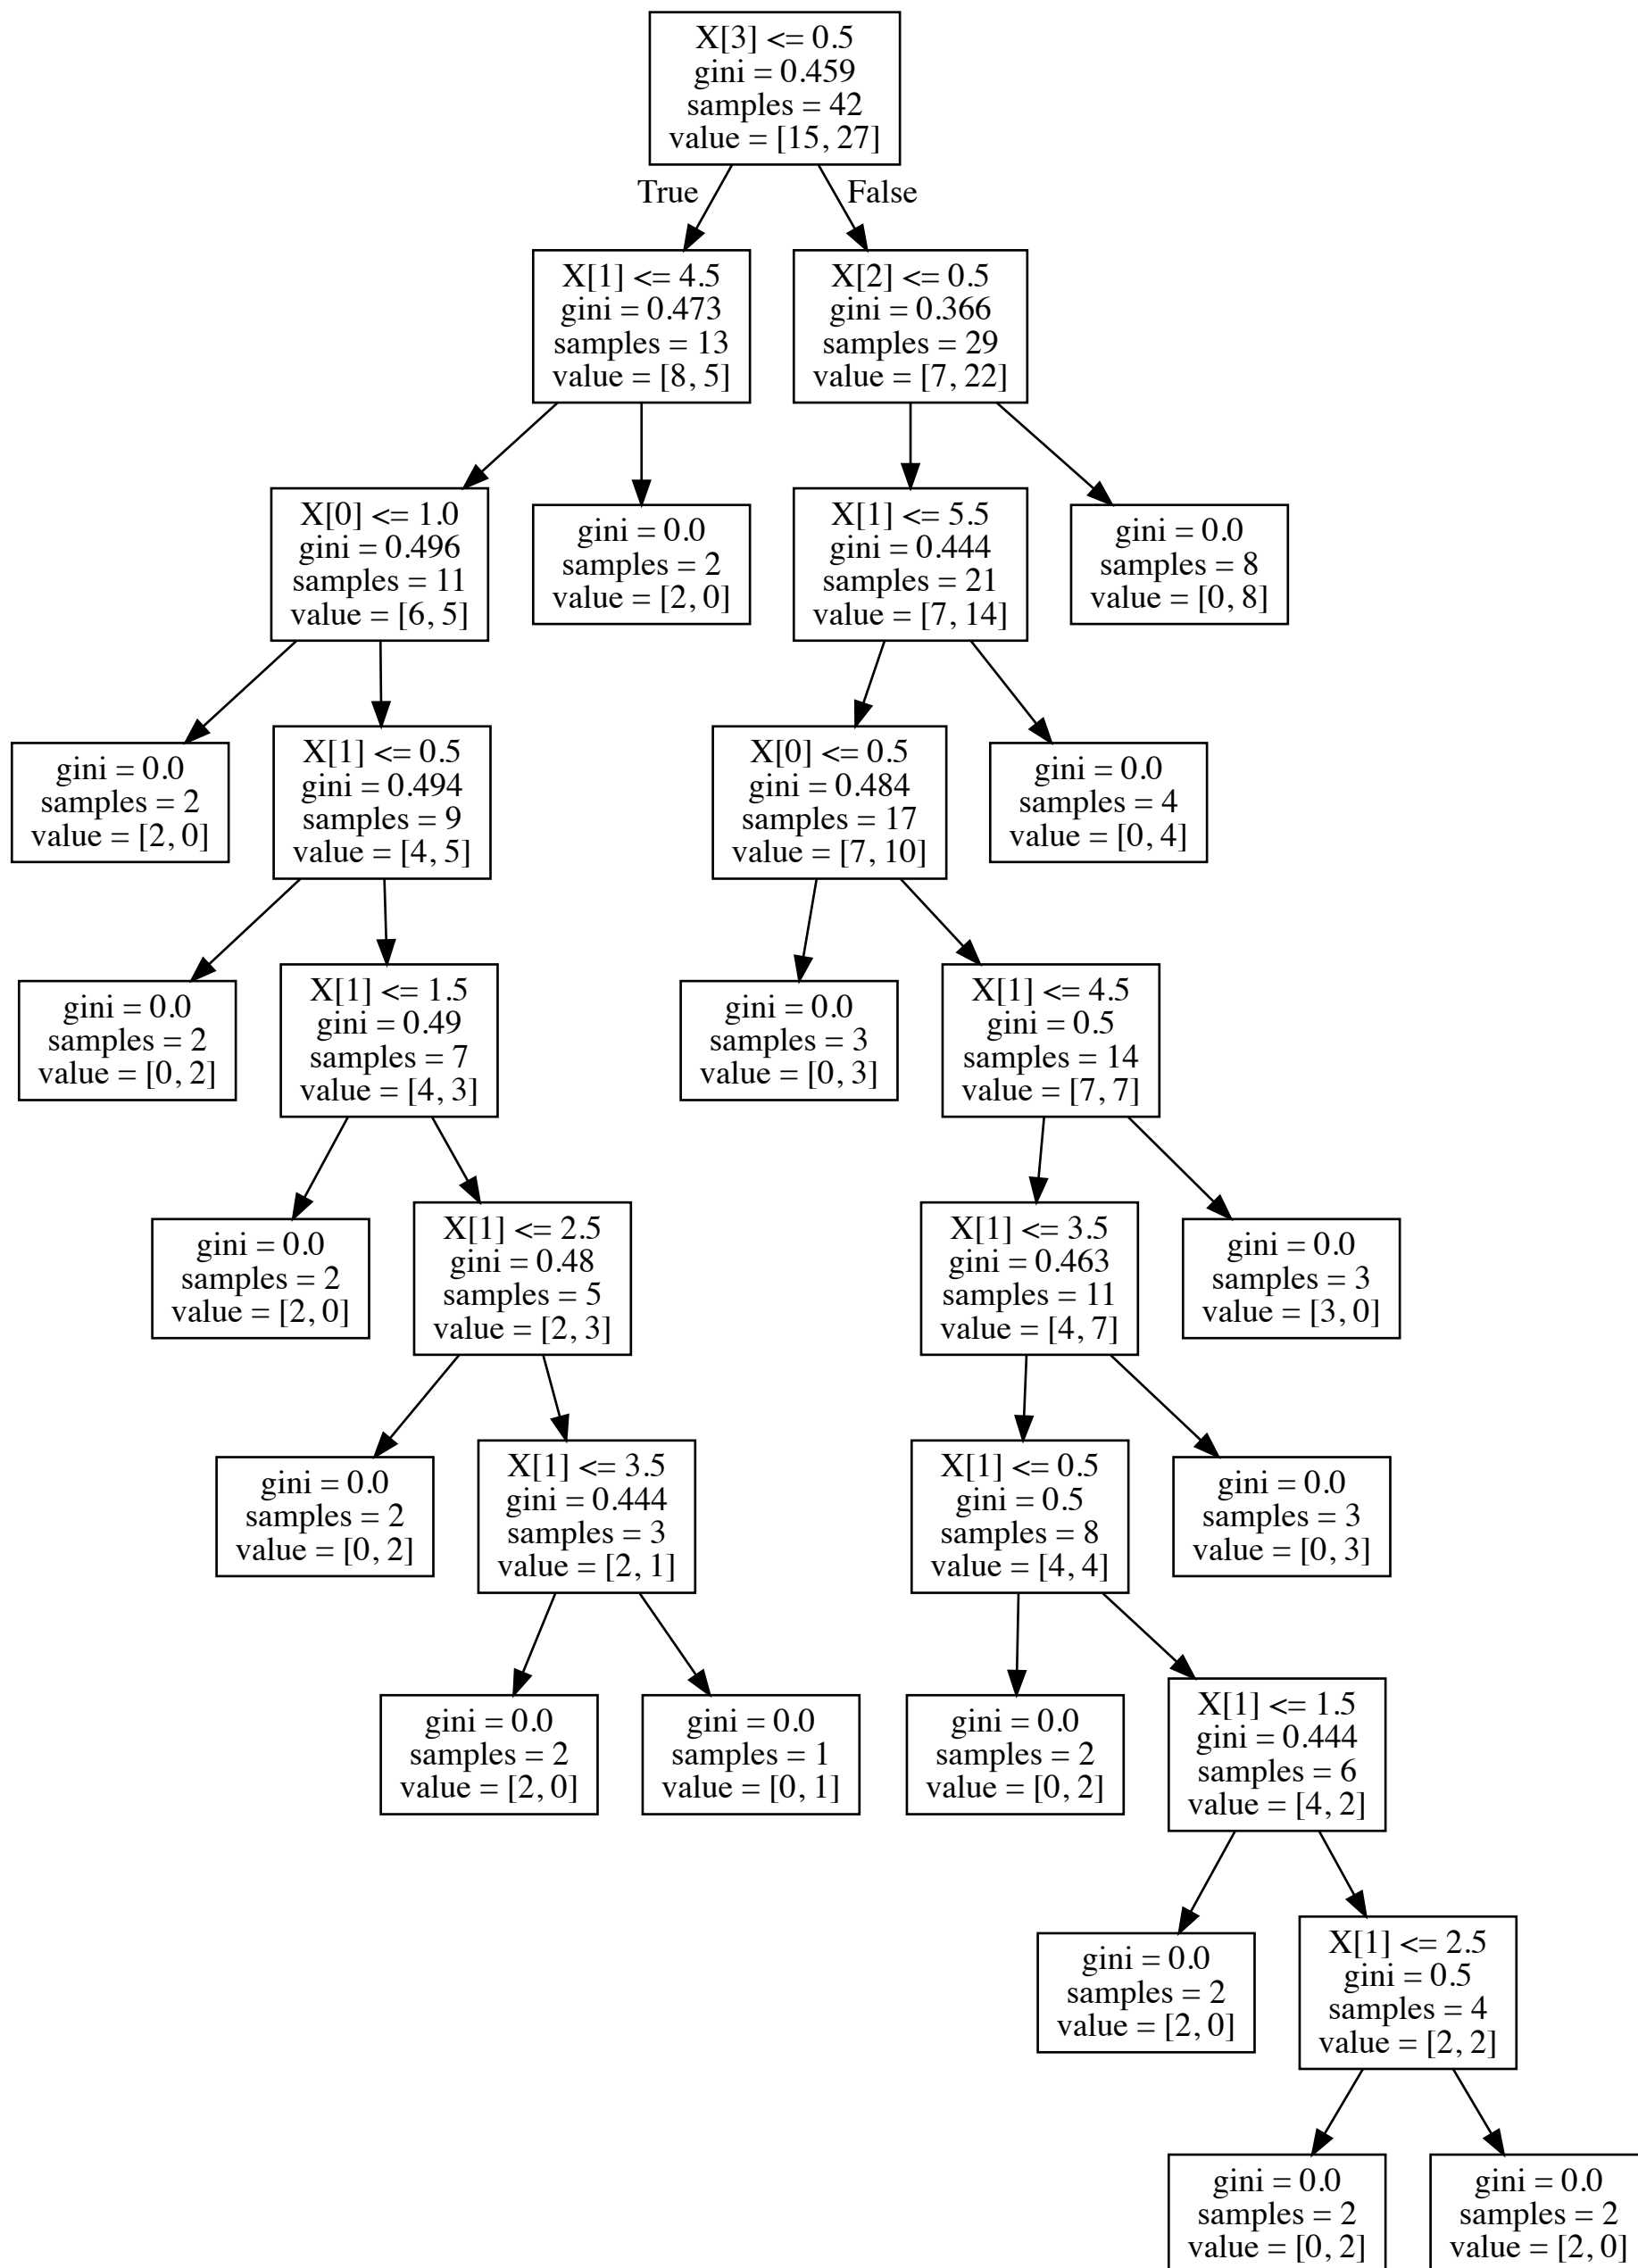 X[3] <= 0.5
gini = 0.459
samples = 42
value = [15, 27]
True
False
X[1] <= 4.5
gini = 0.473
samples = 13
value = [8, 5]
X[2] <= 0.5
gini = 0.366
samples = 29
value = [7, 22]
X[0] <= 1.0
gini = 0.496
samples = 11
value = [6, 5]
gini = 0.0
samples = 2
value = [2, 0]
X[1] <= 5.5
gini = 0.444
samples = 21
value = [7, 14]
gini = 0.0
samples = 8
value = [0, 8]
gini = 0.0
samples = 2
value = [2, 0]
X[1] <= 0.5
gini = 0.494
samples = 9
value = [4, 5]
X[0] <= 0.5
gini = 0.484
samples = 17
value = [7, 10]
gini = 0.0
samples = 4
value = [0, 4]
gini = 0.0
samples = 2
value = [0, 2]
X[1] <= 1.5
gini = 0.49
samples = 7
value = [4, 3]
gini = 0.0
samples = 3
value = [0, 3]
X[1] <= 4.5
gini = 0.5
samples = 14
value = [7, 7]
gini = 0.0
samples = 2
value = [2, 0]
X[1] <= 2.5
gini = 0.48
samples = 5
value = [2, 3]
X[1] <= 3.5
gini = 0.463
samples = 11
value = [4, 7]
gini = 0.0
samples = 3
value = [3, 0]
gini = 0.0
samples = 2
value = [0, 2]
X[1] <= 3.5
gini = 0.444
samples = 3
value = [2, 1]
X[1] <= 0.5
gini = 0.5
samples = 8
value = [4, 4]
gini = 0.0
samples = 3
value = [0, 3]
gini = 0.0
samples = 2
value = [2, 0]
gini = 0.0
samples = 1
value = [0, 1]
gini = 0.0
samples = 2
value = [0, 2]
X[1] <= 1.5
gini = 0.444
samples = 6
value = [4, 2]
gini = 0.0
samples = 2
value = [2, 0]
X[1] <= 2.5
gini = 0.5
samples = 4
value = [2, 2]
gini = 0.0
samples = 2
value = [0, 2]
gini = 0.0
samples = 2
value = [2, 0]